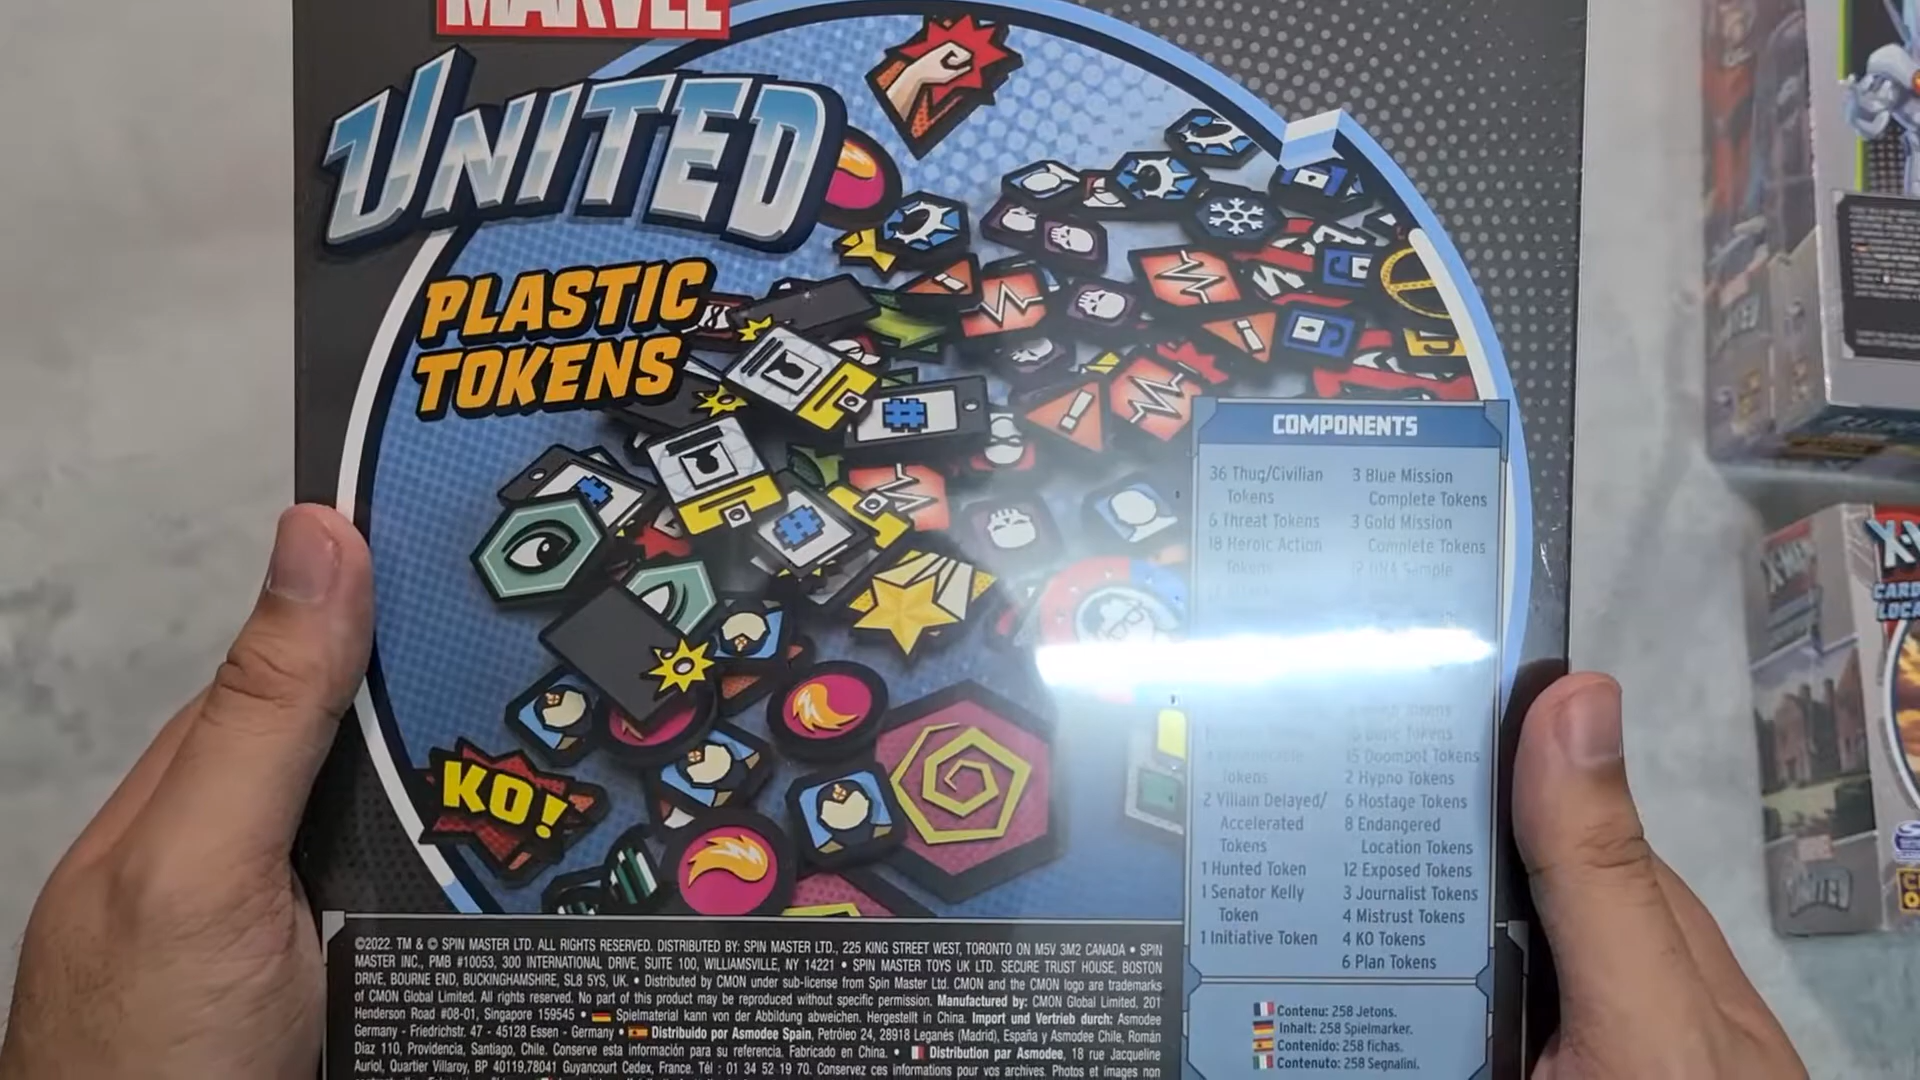 MARVEL
UNITED
PLASTIC
TOKENS
KO!
COMPONENTS
36 Thug/Civilian
Tokens
6 Threat Tokens
18 Heroic Action
Tokens
2 Villain Delayed/
Accelerated
Tokens
1 Hunted Token
1 Senator Kelly
Token
1 Initiative Token
3 Blue Mission
Complete Tokens
3 Gold Mission
Complete Tokens
12 DNA Sample
15 Doombot Tokens
2 Hypno Tokens
6 Hostage Tokens
8 Endangered
Location Tokens
12 Exposed Tokens
3 Journalist Tokens
4 Mistrust Tokens
4 KO Tokens
6 Plan Tokens
Contenu: 258 Jetons.
Inhalt: 258 Spielmarker.
Contenido: 258 fichas.
Contenuto: 258 Segnalini.
©2022. TM & © SPIN MASTER LTD. ALL RIGHTS RESERVED. DISTRIBUTED BY: SPIN MASTER LTD., 225 KING STREET WEST, TORONTO ON M5V 3M2 CANADA • SPIN
MASTER INC., PMB #10053, 300 INTERNATIONAL DRIVE, SUITE 100, WILLIAMSVILLE, NY 14221 • SPIN MASTER TOYS UK LTD. SECURE TRUST HOUSE, BOSTON
DRIVE, BOURNE END, BUCKINGHAMSHIRE, SL8 5YS, UK. • Distributed by CMON under sub-license from Spin Master Ltd. CMON and the CMON logo are trademarks
of CMON Global Limited. All rights reserved. No part of this product may be reproduced without specific permission. Manufactured by: CMON Global Limited, 201
Henderson Road #08-01, Singapore 159545 • Spielmaterial kann von der Abbildung abweichen. Hergestellt in China. Import und Vertrieb durch: Asmodee
Germany - Friedrichstr. 47 - 45128 Essen - Germany • Distribuido por Asmodee Spain, Petróleo 24, 28918 Leganés (Madrid), España y Asmodee Chile, Román
Díaz 110, Providencia, Santiago, Chile. Conserve esta información para su referencia. Fabricado en China. • Distribution par Asmodee, 18 rue Jacqueline
Auriol, Quartier Villaroy, BP 40119,78041 Guyancourt Cedex, France. Tél : 01 34 52 19 70. Conservez ces informations pour vos archives. Photos et images non
UNITED